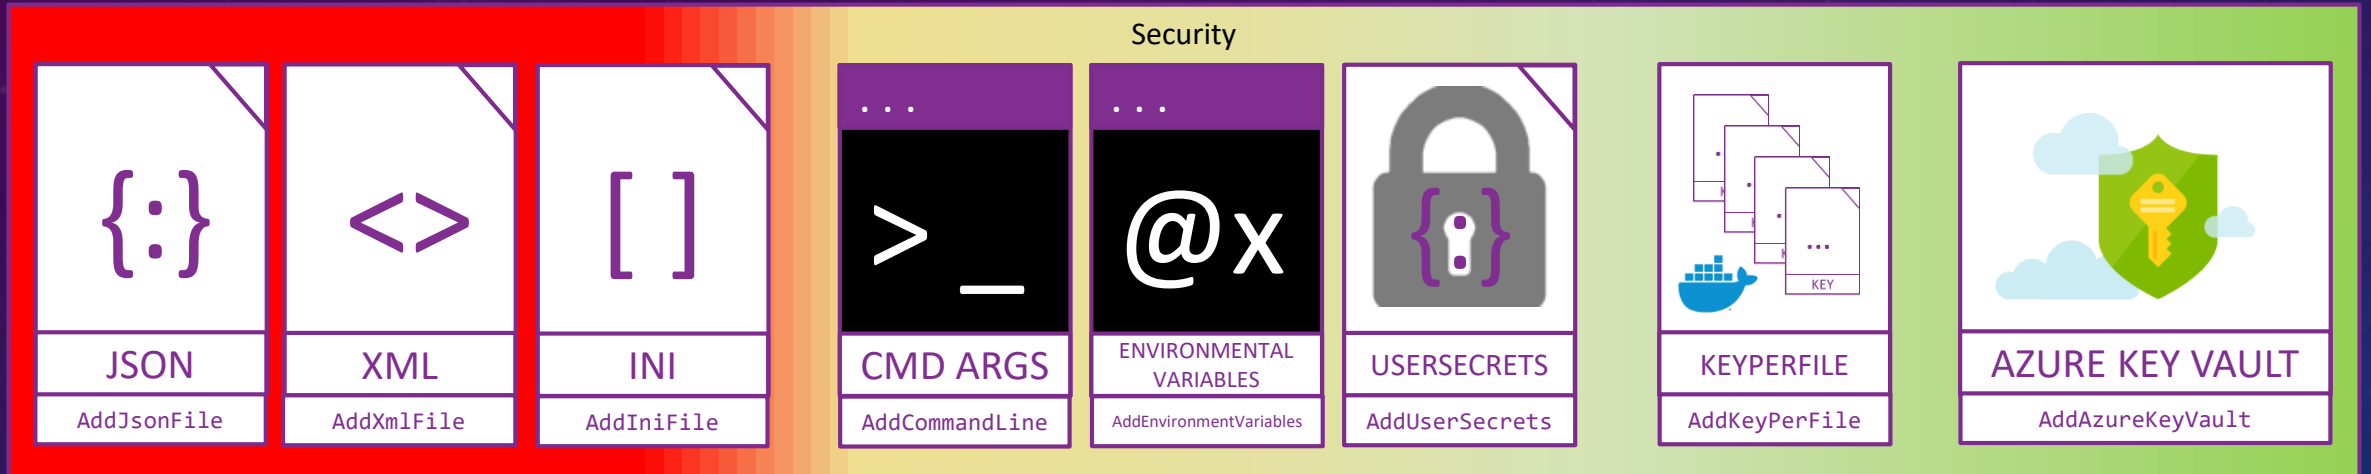 Security
{:}
<>
[ ]
...
>_
...
@x
{:}
...
KEY
JSON
XML
INI
CMD ARGS
ENVIRONMENTAL
VARIABLES
USERSECRETS
KEYPERFILE
AZURE KEY VAULT
AddJsonFile
AddXmlFile
AddIniFile
AddCommandLine
AddEnvironmentVariables
AddUserSecrets
AddKeyPerFile
AddAzureKeyVault